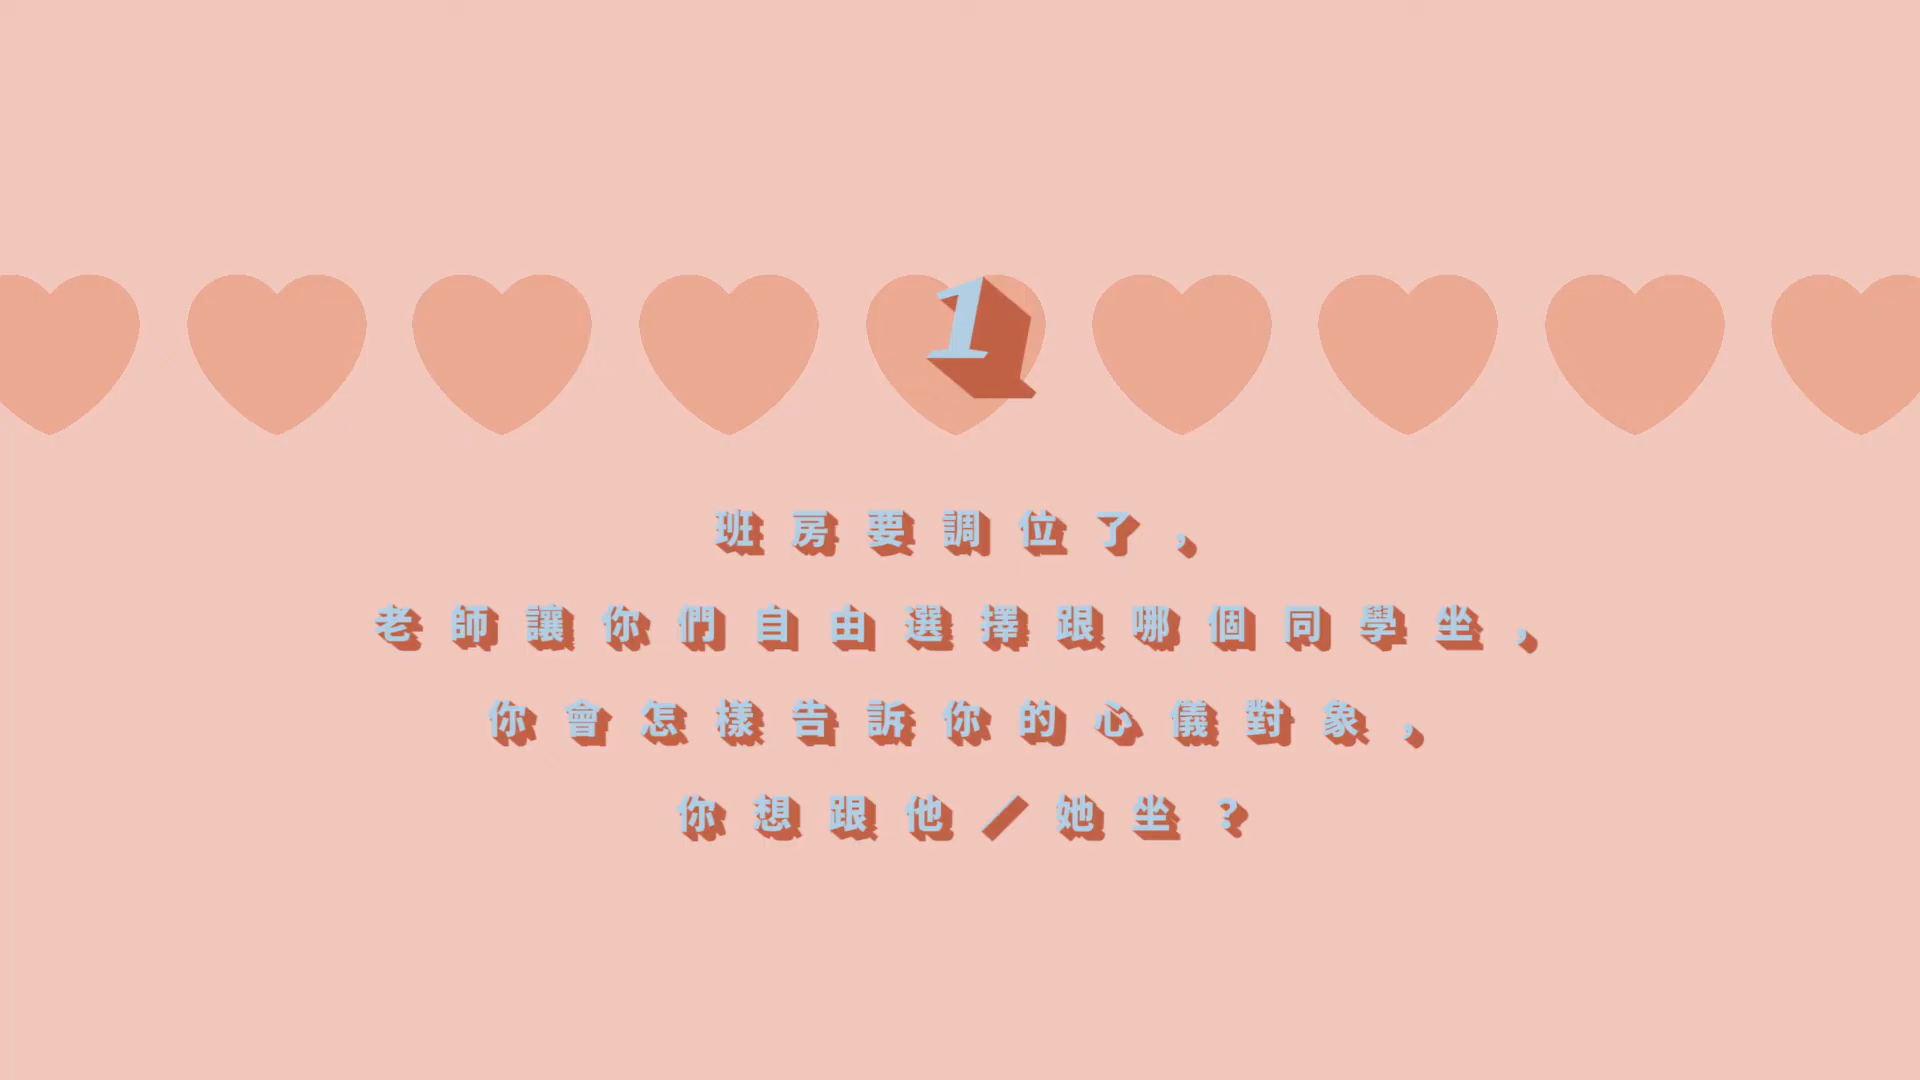 1
班房要調位了，
老師讓你們自由選擇跟哪個同學坐，
你會怎樣告訴你的心儀對象，
你想跟他／她坐？